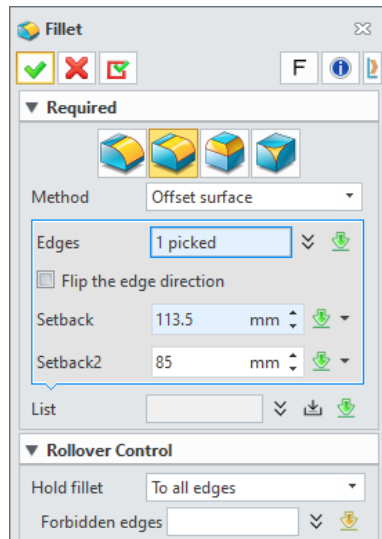 Fillet
F
Required
Method Offset surface
Edges 1 picked
Flip the edge direction
Setback 113.5 mm
Setback2 85 mm
List
Rollover Control
Hold fillet To all edges
Forbidden edges